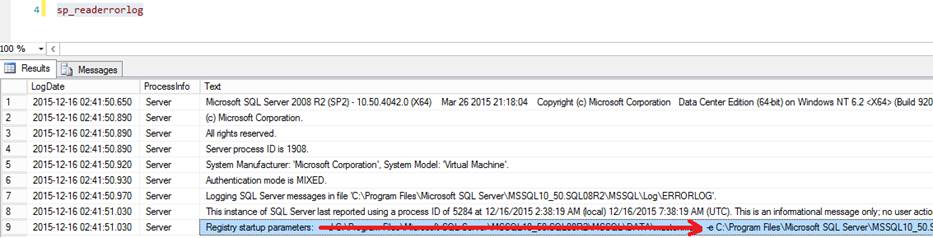 4 sp_readerrorlog
100 %
Results Messages
LogDate ProcessInfo Text
1 2015-12-16 02:41:50.650 Server Microsoft SQL Server 2008 R2 (SP2) - 10.50.4042.0 (X64) Mar 26 2015 21:18:04 Copyright (c) Microsoft Corporation Data Center Edition (64-bit) on Windows NT 6.2 <X64> (Build 920
2 2015-12-16 02:41:50.890 Server (c) Microsoft Corporation.
3 2015-12-16 02:41:50.890 Server All rights reserved.
4 2015-12-16 02:41:50.890 Server Server process ID is 1908.
5 2015-12-16 02:41:50.920 Server System Manufacturer: 'Microsoft Corporation', System Model: 'Virtual Machine'.
6 2015-12-16 02:41:50.930 Server Authentication mode is MIXED.
7 2015-12-16 02:41:50.970 Server Logging SQL Server messages in file 'C:\Program Files\Microsoft SQL Server\MSSQL10_50.SQL08R2\MSSQL\Log\ERRORLOG'.
8 2015-12-16 02:41:51.030 Server This instance of SQL Server last reported using a process ID of 5284 at 12/16/2015 2:38:19 AM (local) 12/16/2015 7:38:19 AM (UTC). This is an informational message only; no user actio
9 2015-12-16 02:41:51.030 Server Registry startup parameters: -e C:\Program Files\Microsoft SQL Server\MSSQL10_50.S